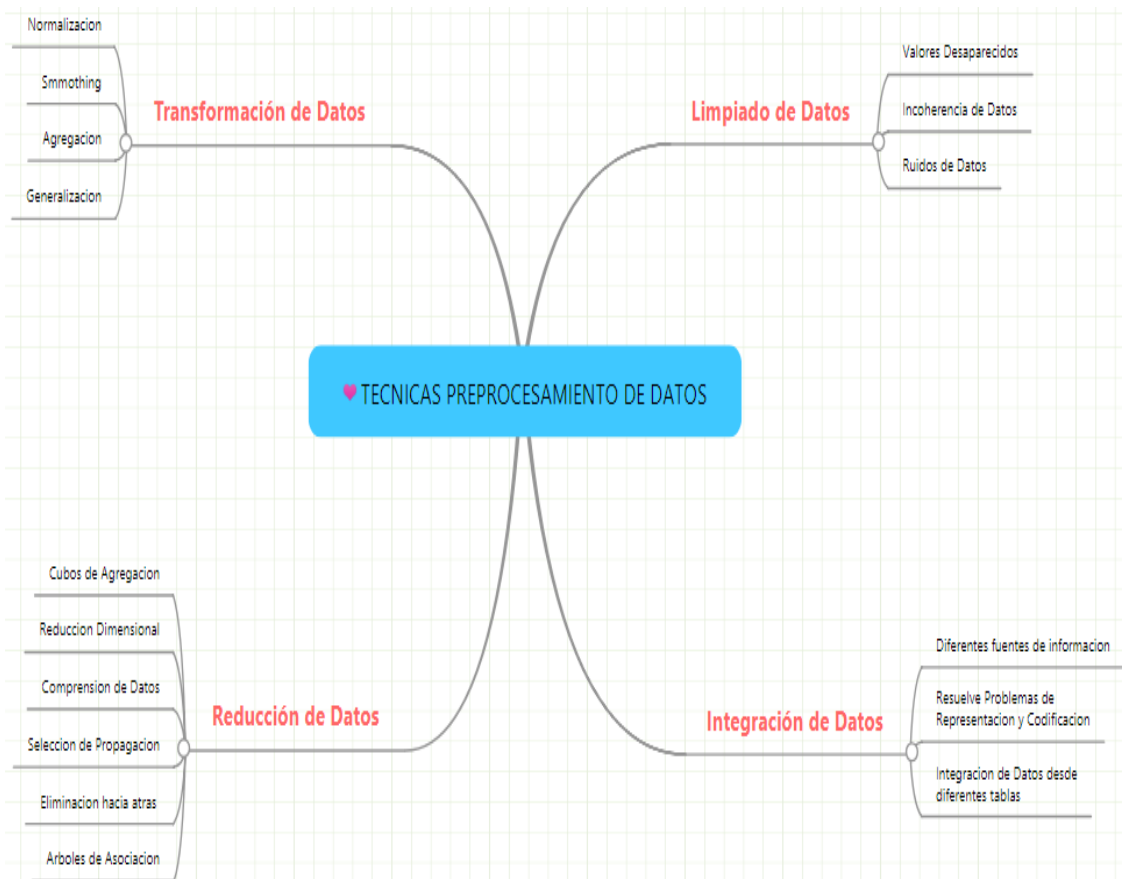 Normalizacion
Smmothing
Agregacion
Generalizacion
Transformación de Datos
Limpiado de Datos
Valores Desaparecidos
Incoherencia de Datos
Ruidos de Datos
TECNICAS PREPROCESAMIENTO DE DATOS
Cubos de Agregacion
Reduccion Dimensional
Comprension de Datos
Seleccion de Propagacion
Eliminacion hacia atras
Arboles de Asociacion
Reducción de Datos
Integración de Datos
Diferentes fuentes de informacion
Resuelve Problemas de
Representacion y Codificacion
Integracion de Datos desde
diferentes tablas